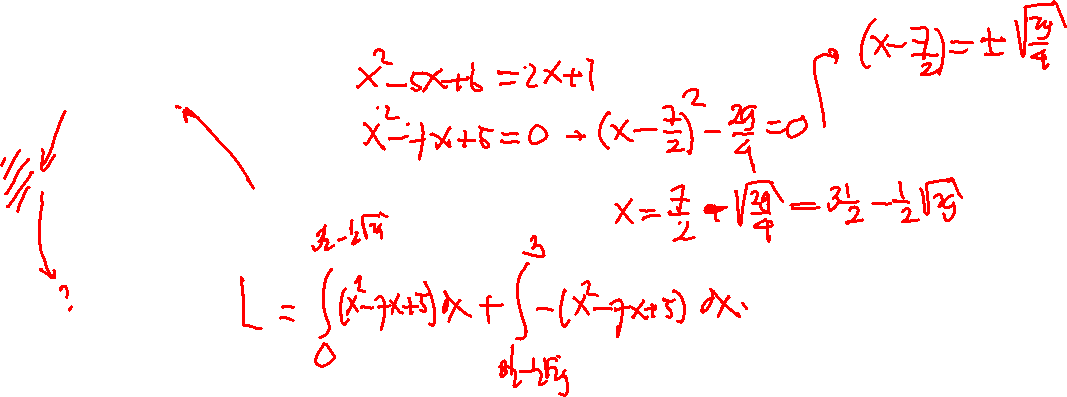 (x-7/2) = ±√(29/4)
x²-5x+6 = 2x+1
x²-7x+5 = 0 → (x-7/2)² - 29/4 = 0
x = 7/2 - √(29/4) = 3½ - ½√29
L = ∫₀^(3½-½√29) (x²-7x+5) dx + ∫_(3½-½√29)^3 -(x²-7x+5) dx.
?